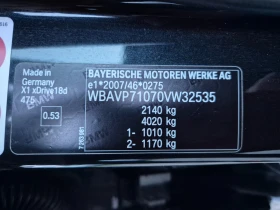 Made in
Germany
X1 xDrive18d
475
0.53
BAYERISCHE MOTOREN WERKE AG
e1*2007/46*0275
WBAVP71070VW32535
2140 kg
4020 kg
1- 1010 kg
2- 1170 kg